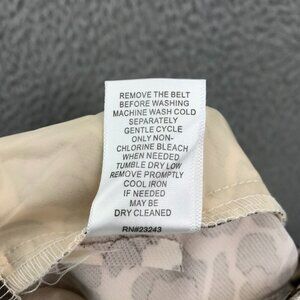 REMOVE THE BELT
BEFORE WASHING
MACHINE WASH COLD
SEPARATELY
GENTLE CYCLE
ONLY NON-
CHLORINE BLEACH
WHEN NEEDED
TUMBLE DRY LOW
REMOVE PROMPTLY
COOL IRON
IF NEEDED
MAY BE
DRY CLEANED
RN#23243